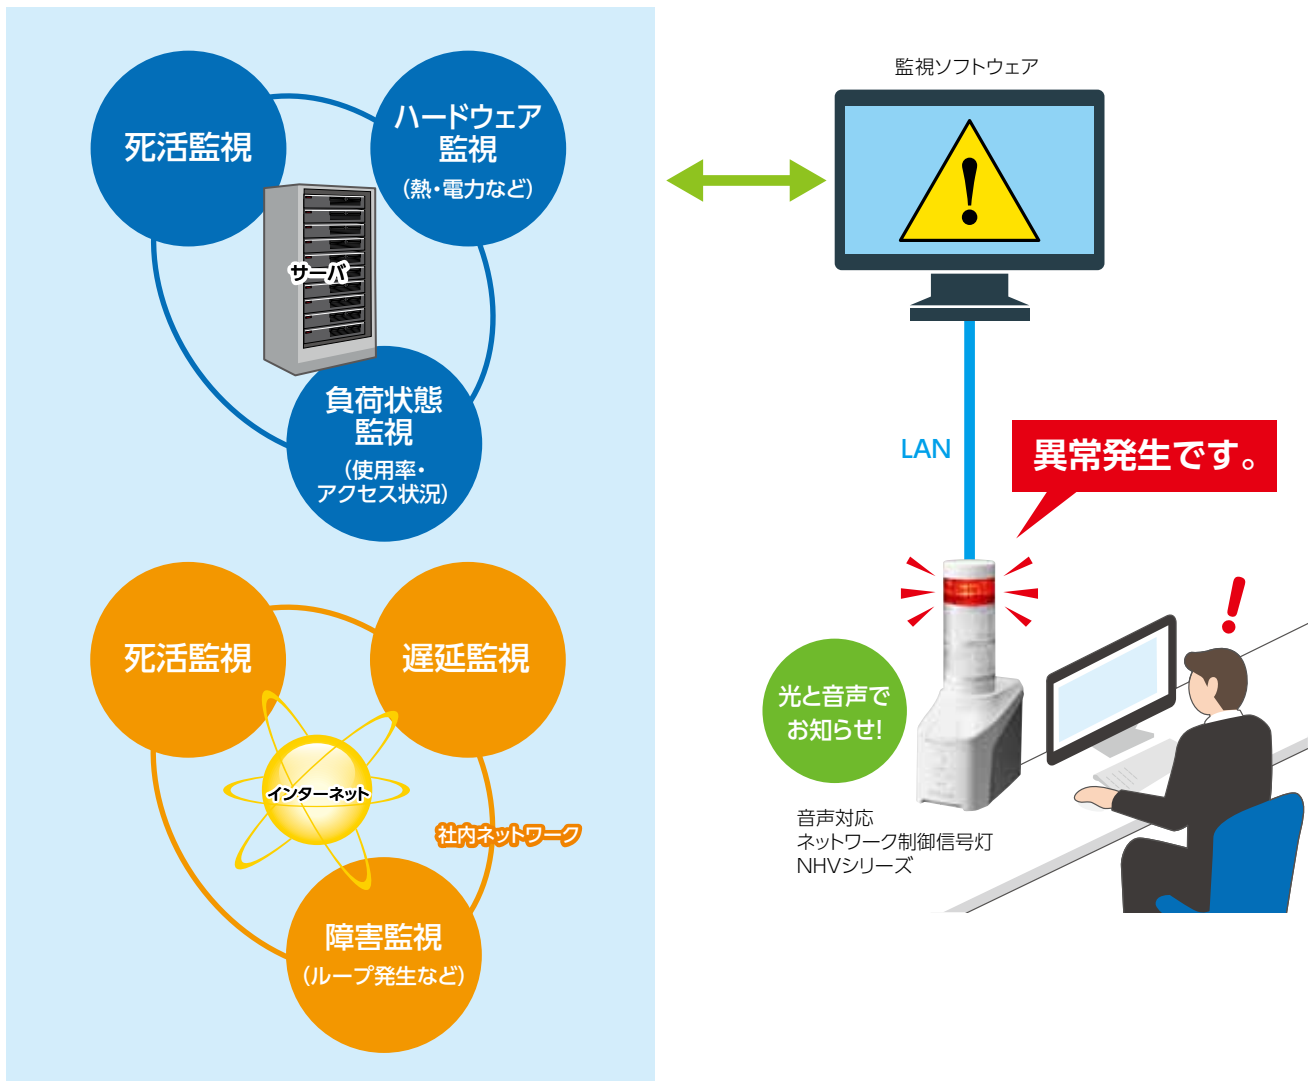 死活監視
ハードウェア
監視
（熱・電力など）
サーバ
負荷状態
監視
（使用率・
アクセス状況）
死活監視
遅延監視
インターネット
社内ネットワーク
障害監視
（ループ発生など）
監視ソフトウェア
LAN
異常発生です。
光と音声で
お知らせ!
音声対応
ネットワーク制御信号灯
NHVシリーズ